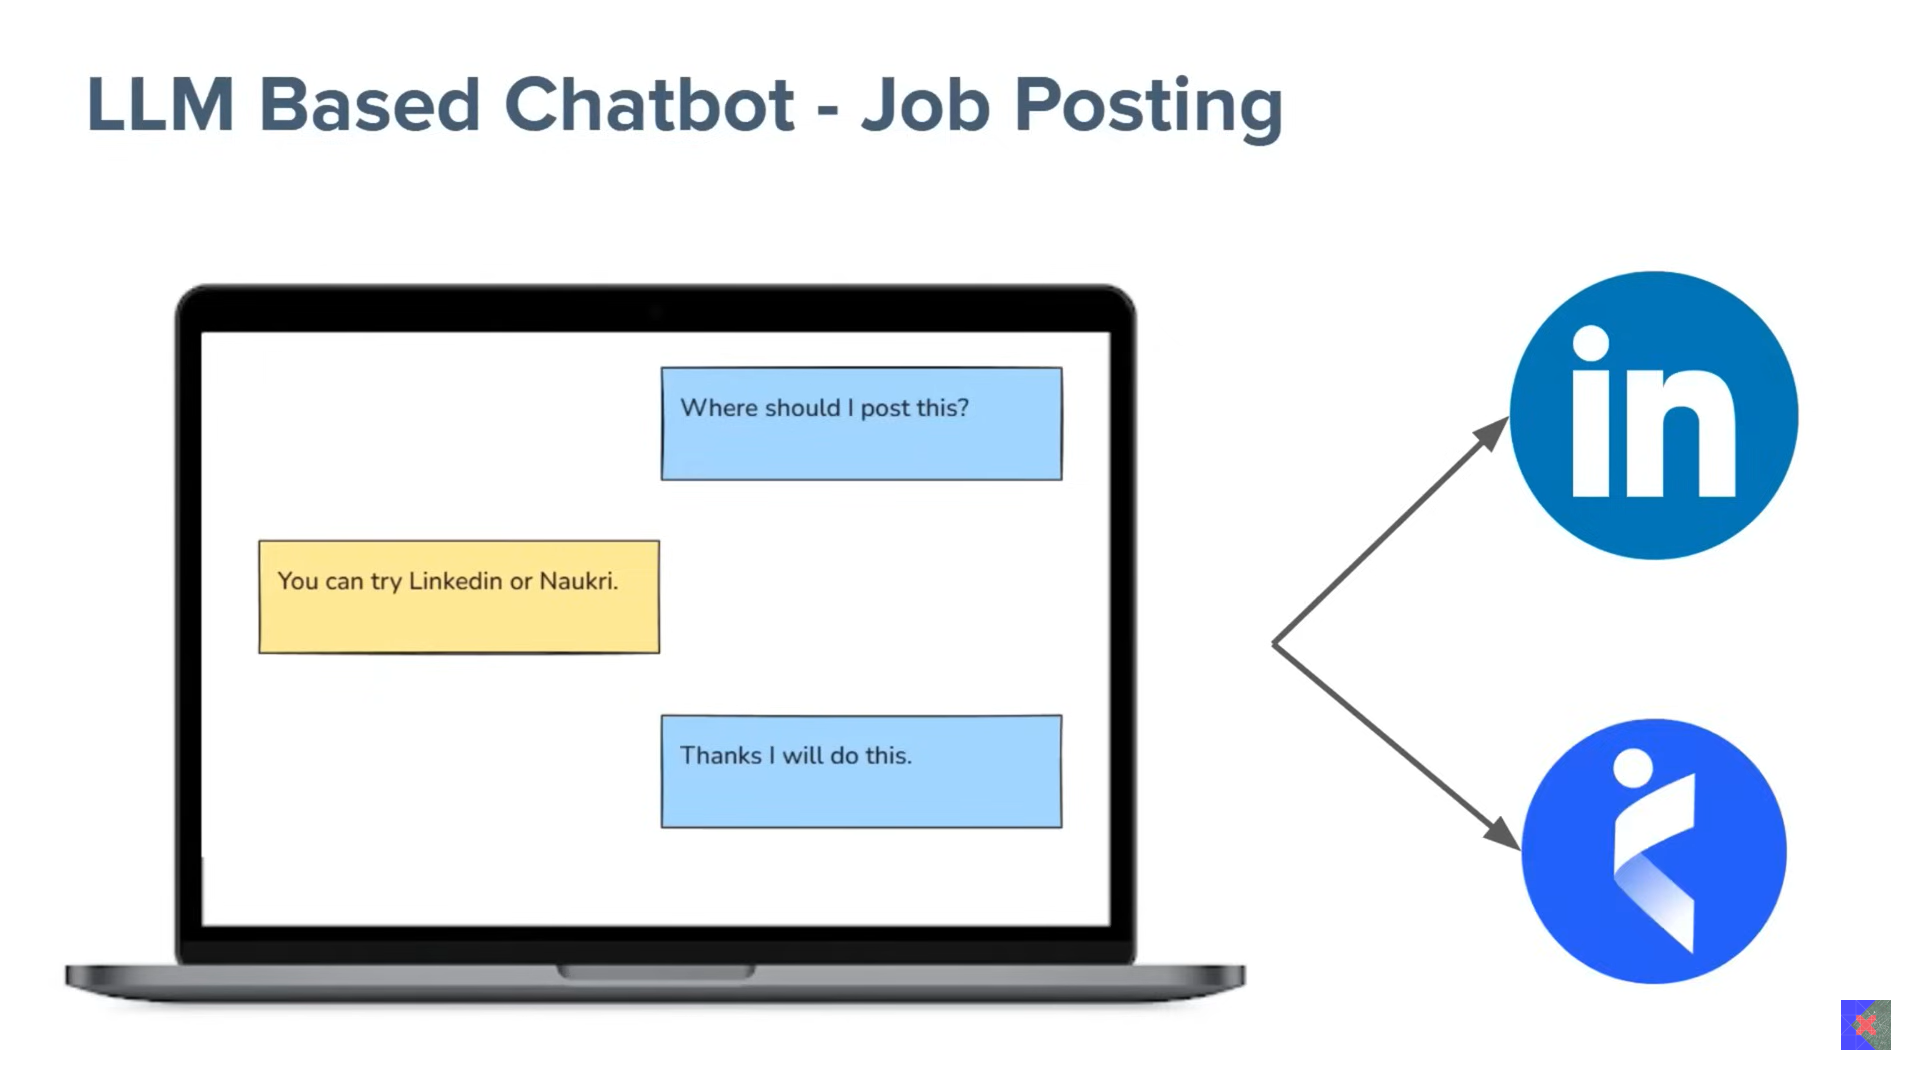 LLM Based Chatbot - Job Posting
Where should I post this?
You can try Linkedin or Naukri.
Thanks I will do this.
in